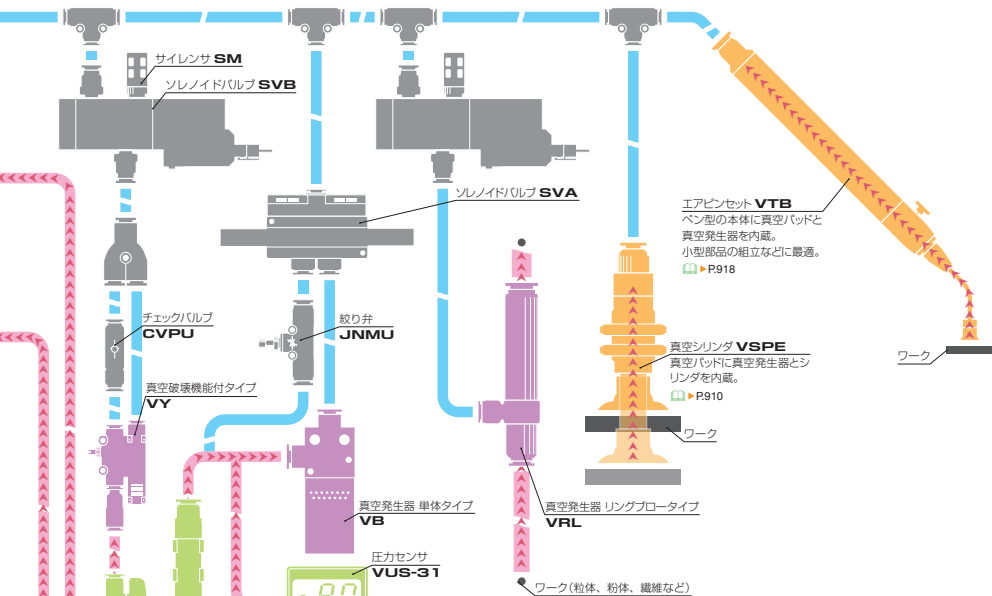 サイレンサ SM
ソレノイドバルブ SVB
ソレノイドバルブ SVA
エアピンセット VTB
ペン型の本体に真空パッドと
真空発生器を内蔵。
小型部品の組立などに最適。
P.918
チェックバルブ
CVPU
絞り弁
JNMU
真空シリンダ VSPE
真空パッドに真空発生器とシ
リンダを内蔵。
P.910
ワーク
真空破壊機能付タイプ
VY
ワーク
真空発生器 単体タイプ
VB
真空発生器 リングブロータイプ
VRL
圧力センサ
VUS-31
ワーク（粒体、粉体、繊維など）